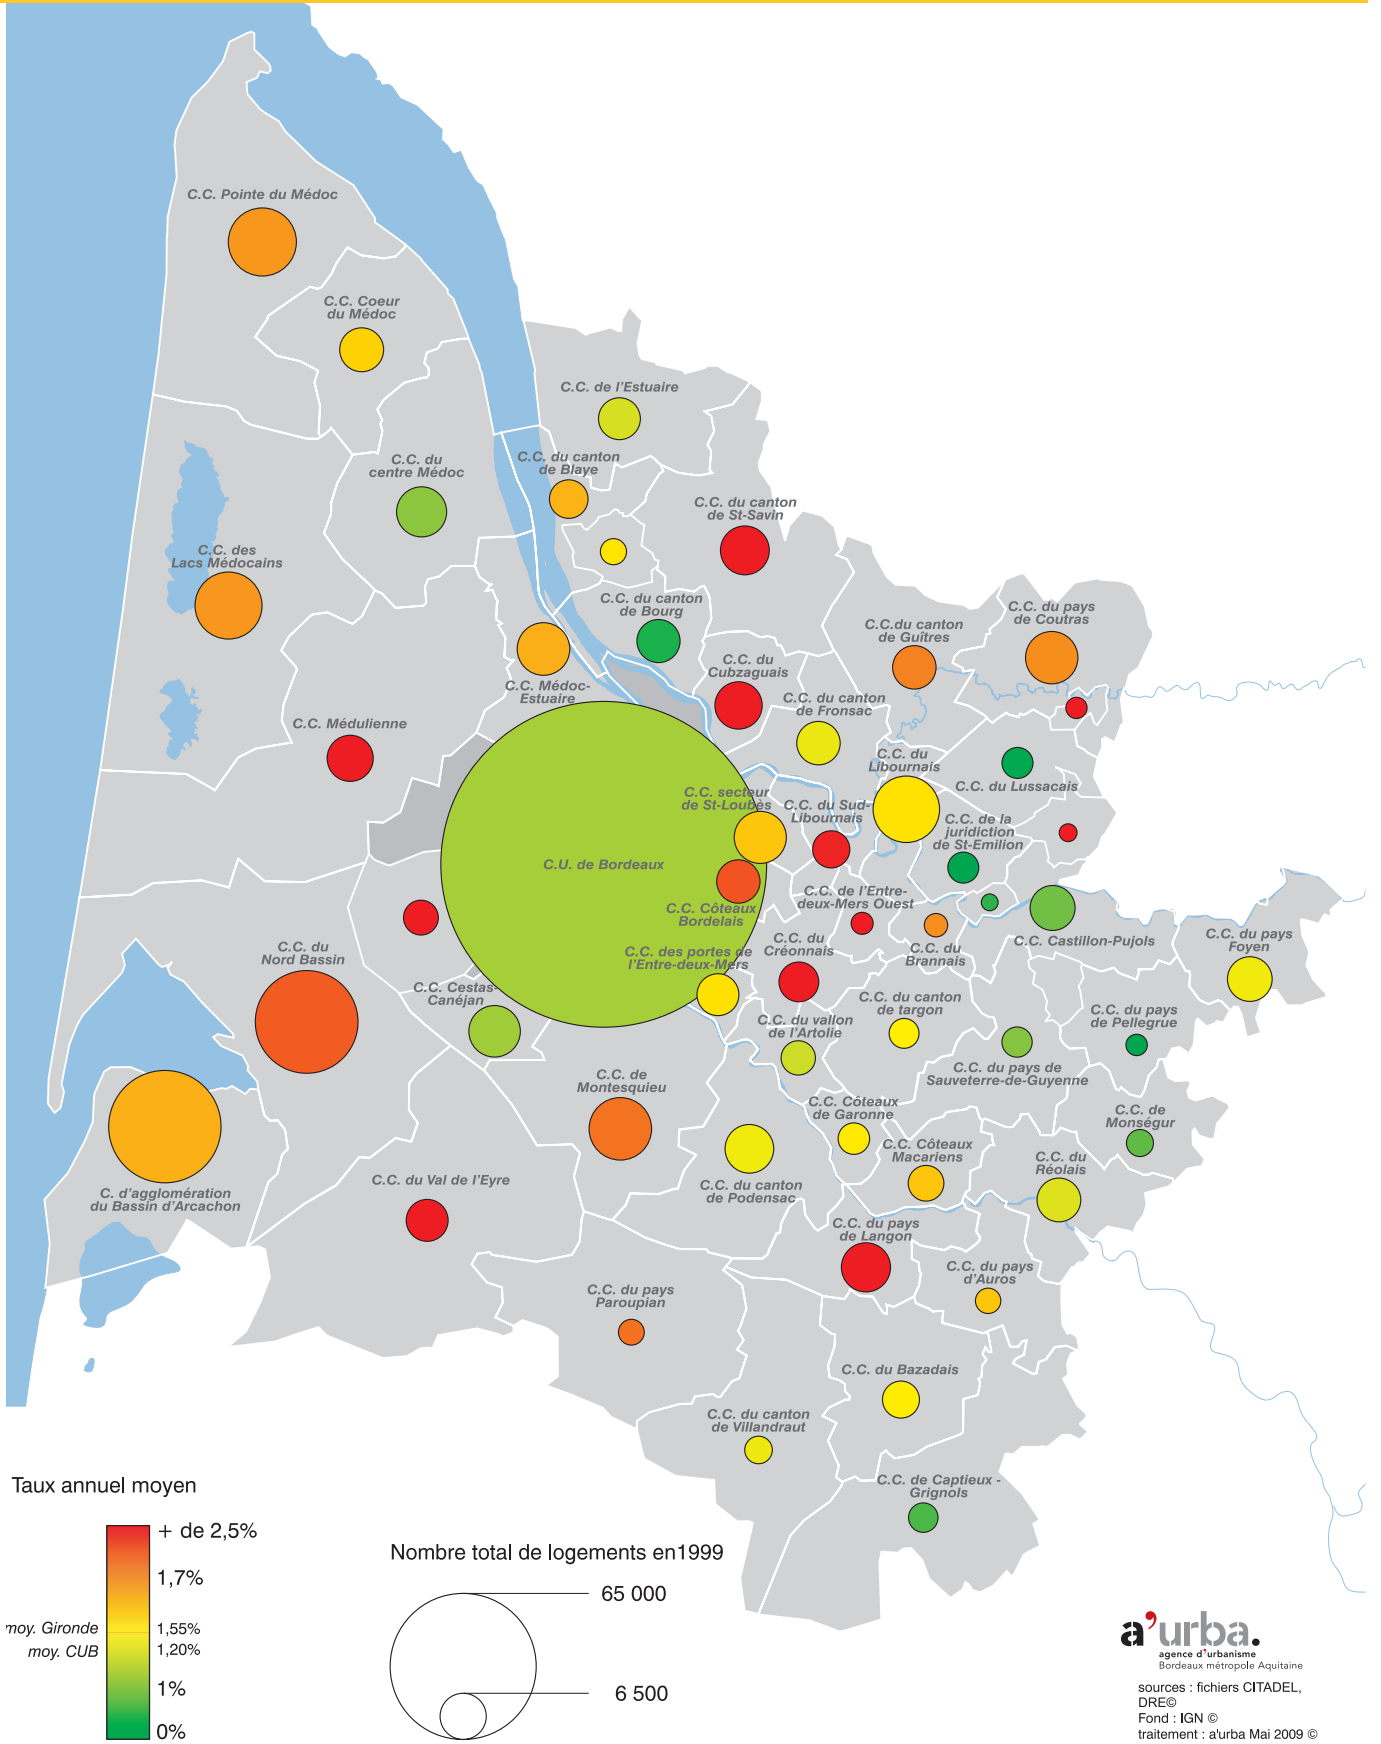 C.C. Pointe du Médoc
C.C. Coeur
du Médoc
C.C. de l'Estuaire
C.C. du
centre Médoc
C.C. du canton
de Blaye
C.C. du canton
de St-Savin
C.C. des
Lacs Médocains
C.C. du canton
de Bourg
C.C.du canton
de Guîtres
C.C. du pays
de Coutras
C.C. Médoc-
Estuaire
C.C. du
Cubzaguais
C.C. du canton
de Fronsac
C.C. Médulienne
C.C. du
Libournais
C.C. du Lussacais
C.C. secteur
de St-Loubès
C.C. du Sud-
Libournais
C.C. de la
juridiction
de St-Emilion
C.U. de Bordeaux
C.C. Côteaux
Bordelais
C.C. de l'Entre-
deux-Mers Ouest
C.C. du
Brannais
C.C. Castillon-Pujols
C.C. du pays
Foyen
C.C. du
Nord Bassin
C.C. des portes de
l'Entre-deux-Mers
C.C. du
Créonnais
C.C. Cestas-
Canéjan
C.C. du canton
de targon
C.C. du vallon
de l'Artolie
C.C. du pays
de Pellegrue
C.C. du pays de
Sauveterre-de-Guyenne
C.C. de
Montesquieu
C.C. Côteaux
de Garonne
C.C. de
Monségur
C.C. Côteaux
Macariens
C.C. du
Réolais
C. d'agglomération
du Bassin d'Arcachon
C.C. du Val de l'Eyre
C.C. du canton
de Podensac
C.C. du pays
de Langon
C.C. du pays
d'Auros
C.C. du pays
Paroupian
C.C. du Bazadais
C.C. du canton
de Villandraut
C.C. de Captieux -
Grignols
Taux annuel moyen
+ de 2,5%
1,7%
moy. Gironde 1,55%
moy. CUB 1,20%
1%
0%
Nombre total de logements en1999
65 000
6 500
a'urba.
agence d'urbanisme
Bordeaux métropole Aquitaine
sources : fichiers CITADEL,
DRE©
Fond : IGN ©
traitement : a'urba Mai 2009 ©